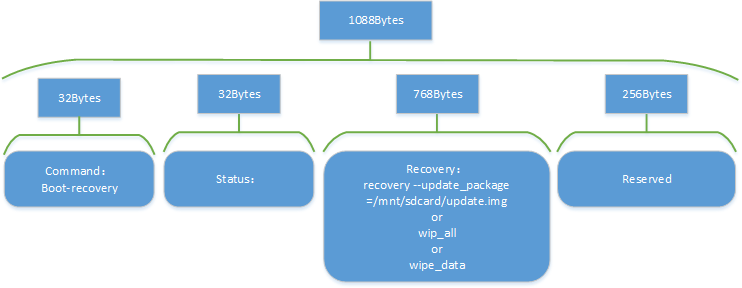 1088Bytes
32Bytes
32Bytes
768Bytes
256Bytes
Command：
Boot-recovery
Status：
Recovery：
recovery --update_package
=/mnt/sdcard/update.img
or
wip_all
or
wipe_data
Reserved